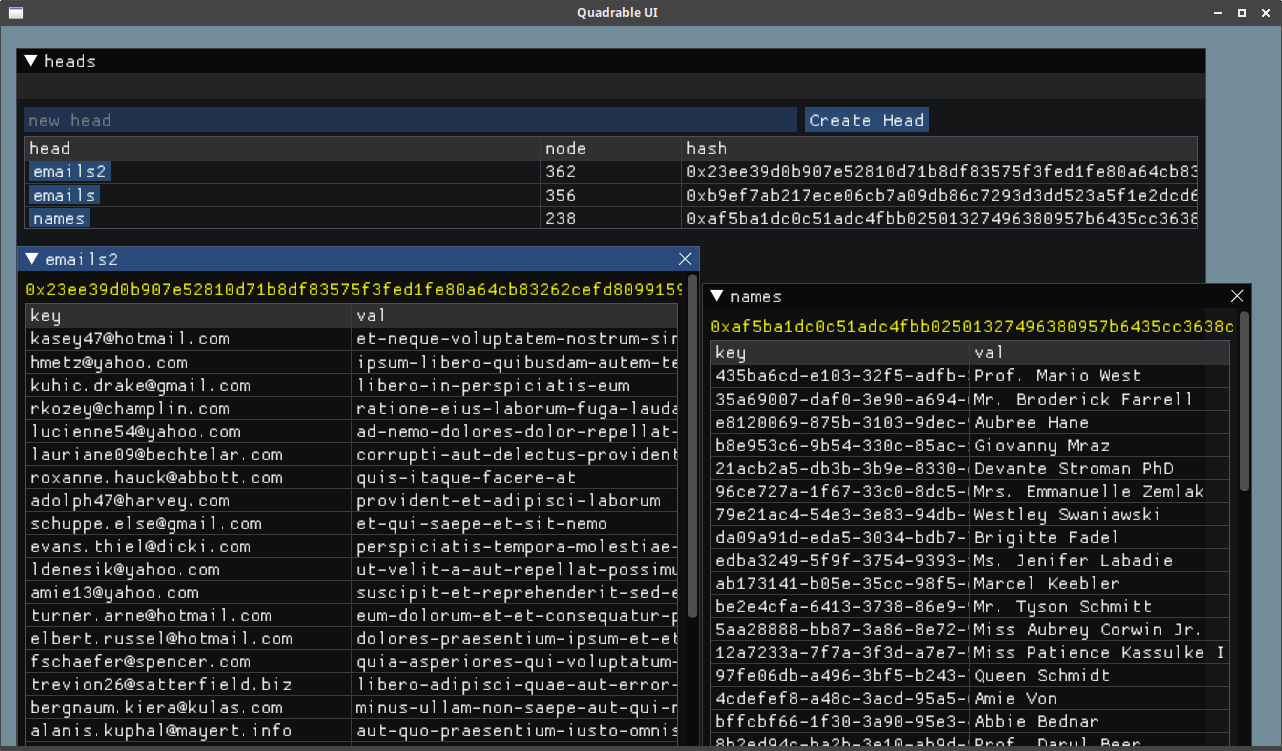 Quadrable UI
heads
new head Create Head
head node hash
emails2 362 0x23ee39d0b907e52810d71b8df83575f3fed1fe80a64cb83
emails 356 0xb9ef7ab217ece06cb7a09db86c7293d3dd523a5f1e2dcd6
names 238 0xaf5ba1dc0c51adc4fbb02501327496380957b6435cc3638
emails2
0x23ee39d0b907e52810d71b8df83575f3fed1fe80a64cb83262cefd8099159
key val
kasey47@hotmail.com et-neque-voluptatem-nostrum-sin
hmetz@yahoo.com ipsum-libero-quibusdam-autem-te
kuhic.drake@gmail.com libero-in-perspiciatis-eum
rkozey@champlin.com ratione-eius-laborum-fuga-lauda
lucienne54@yahoo.com ad-nemo-dolores-dolor-repellat-
lauriane09@bechtelar.com corrupti-aut-delectus-provident
roxanne.hauck@abbott.com quis-itaque-facere-at
adolph47@harvey.com provident-et-adipisci-laborum
schuppe.else@gmail.com et-qui-saepe-et-sit-nemo
evans.thiel@dicki.com perspiciatis-tempora-molestiae-
ldenesik@yahoo.com ut-velit-a-aut-repellat-possimu
amie13@yahoo.com suscipit-et-reprehenderit-sed-e
turner.arne@hotmail.com eum-dolorum-et-et-consequatur-p
elbert.russel@hotmail.com dolores-praesentium-ipsum-et-et
fschaefer@spencer.com quia-asperiores-qui-voluptatum-
trevion26@satterfield.biz libero-adipisci-quae-aut-error-
bergnaum.kiera@kulas.com minus-ullam-non-saepe-aut-qui-r
alanis.kuphal@mayert.info aut-quo-praesentium-iusto-omnis
names
0xaf5ba1dc0c51adc4fbb02501327496380957b6435cc3638c
key val
435ba6cd-e103-32f5-adfb- Prof. Mario West
35a69007-daf0-3e90-a694- Mr. Broderick Farrell
e8120069-875b-3103-9dec- Aubree Hane
b8e953c6-9b54-330c-85ac- Giovanny Mraz
21acb2a5-db3b-3b9e-8330- Devante Stroman PhD
96ce727a-1f67-33c0-8dc5- Mrs. Emmanuelle Zemlak
79e21ac4-54e3-3e83-94db- Westley Swaniawski
da09a91d-eda5-3034-bdb7- Brigitte Fadel
edba3249-5f9f-3754-9393- Ms. Jenifer Labadie
ab173141-b05e-35cc-98f5- Marcel Keebler
be2e4cfa-6413-3738-86e9- Mr. Tyson Schmitt
5aa28888-bb87-3a86-8e72- Miss Aubrey Corwin Jr.
12a7233a-7f7a-3f3d-a7e7- Miss Patience Kassulke I
97fe06db-a496-3bf5-b243- Queen Schmidt
4cdefef8-a48c-3acd-95a5- Amie Von
bffcbf66-1f30-3a90-95e3- Abbie Bednar
8b2ed94c-ba2b-3e10-ab9d- Prof. Daryl Beer